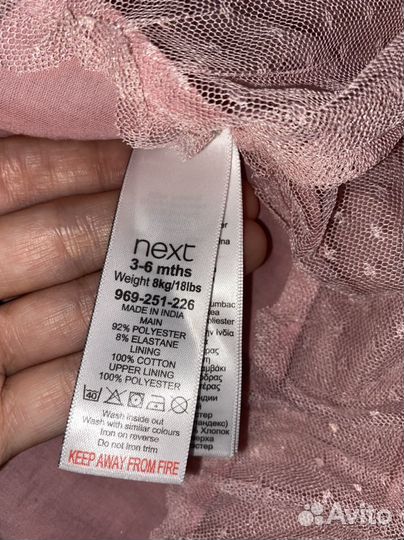 next
3-6 mths
Weight 8kg/18lbs
969-251-226
MADE IN INDIA
MAIN
92% POLYESTER
8% ELASTANE
LINING
100% COTTON
UPPER LINING
100% POLYESTER
40
Wash inside out
Wash with similar colours
Iron on reverse
Do not Iron trim
KEEP AWAY FROM FIRE
Хлопок
Avito